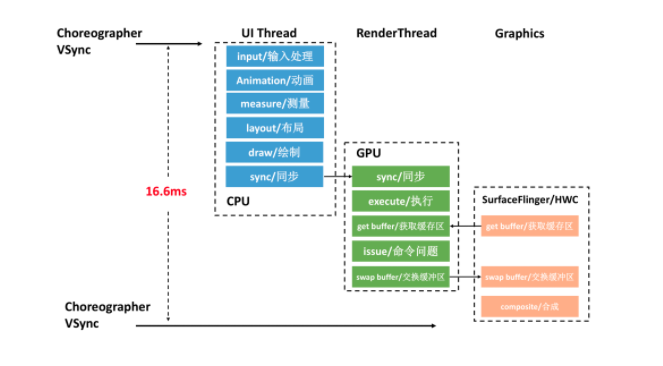 Choreographer
VSync
UI Thread
RenderThread
Graphics
input/输入处理
Animation/动画
measure/测量
layout/布局
draw/绘制
sync/同步
CPU
16.6ms
GPU
sync/同步
execute/执行
get buffer/获取缓存区
issue/命令问题
swap buffer/交换缓冲区
SurfaceFlinger/HWC
get buffer/获取缓存区
swap buffer/交换缓冲区
composite/合成
Choreographer
VSync